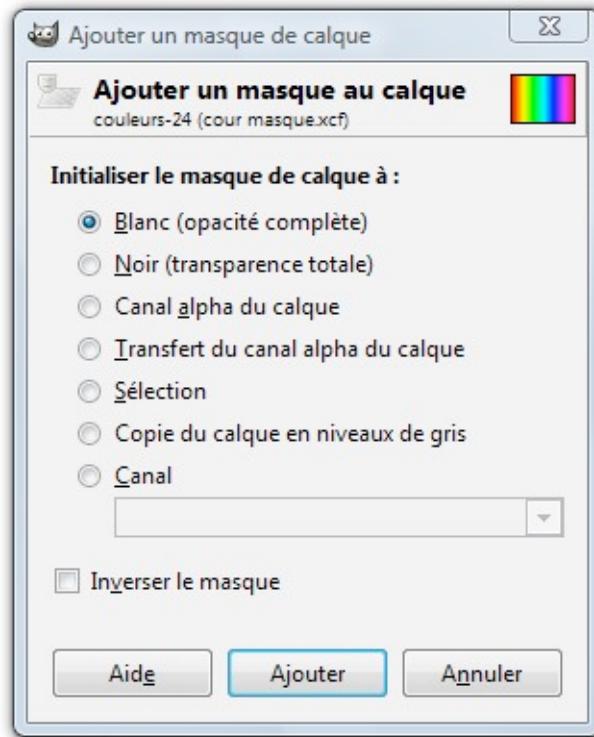 Ajouter un masque de calque
Ajouter un masque au calque
couleurs-24 (cour masque.xcf)
Initialiser le masque de calque à :
Blanc (opacité complète)
Noir (transparence totale)
Canal alpha du calque
Transfert du canal alpha du calque
Sélection
Copie du calque en niveaux de gris
Canal
Inverser le masque
Aide Ajouter Annuler